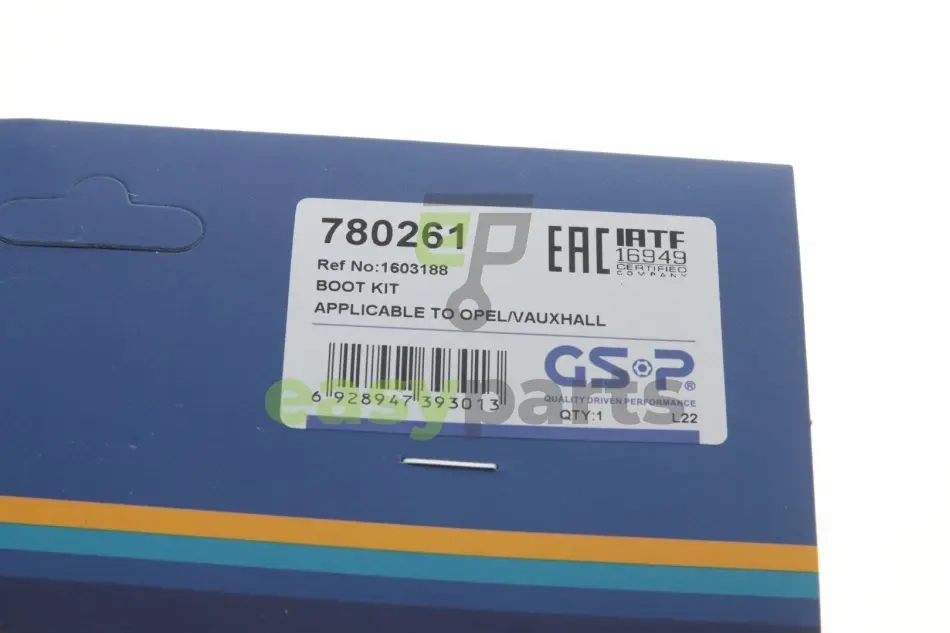 780261
Ref No:1603188
BOOT KIT
APPLICABLE TO OPEL/VAUXHALL
EAC
IATF
16949
CERTIFIED
COMPANY
6 928947 393013
GSP®
QUALITY DRIVEN PERFORMANCE
QTY:1 L22
easyparts